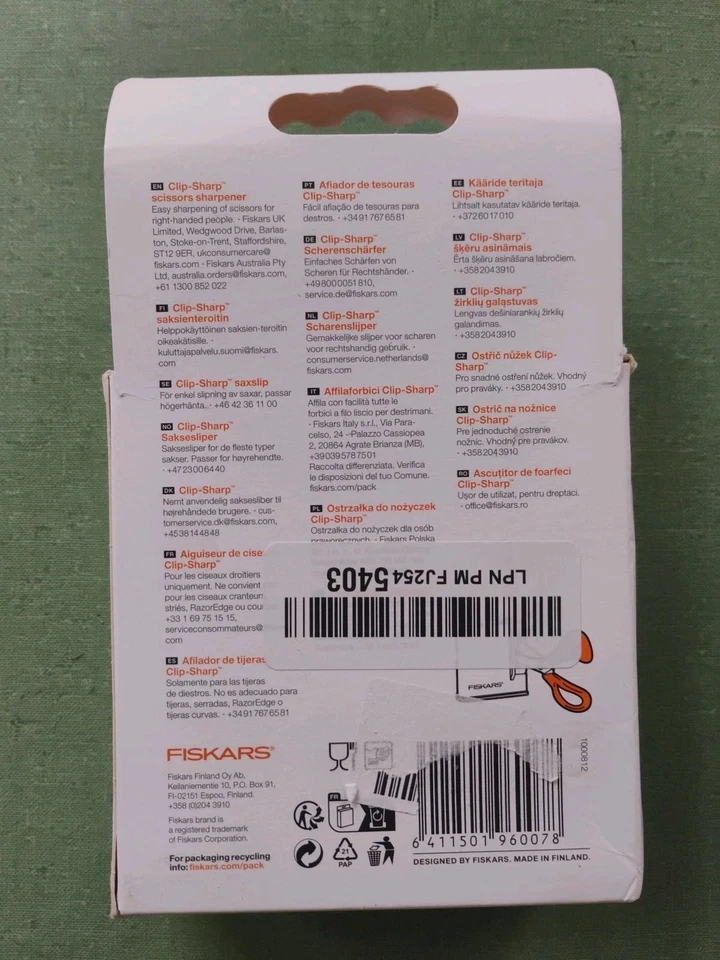 EN Clip-Sharp™
scissors sharpener
Easy sharpening of scissors for
right-handed people. · Fiskars UK
Limited, Wedgwood Drive, Barlas-
ton, Stoke-on-Trent, Staffordshire,
ST12 9ER, ukconsumercare@
fiskars.com · Fiskars Australia Pty
Ltd, australia.orders@fiskars.com,
+61 1300 852 022
FI Clip-Sharp™
saksienteroitin
Helppokäyttöinen saksien-teroitin
oikeakätisille. ·
kuluttajapalvelu.suomi@fiskars.
com
SE Clip-Sharp™ saxslip
För enkel slipning av saxar, passar
högerhänta.. · +46 42 36 11 00
NO Clip-Sharp™
Saksesliper
Saksesliper for de fleste typer
sakser. Passer for høyrehendte.
· +4723006440
DK Clip-Sharp™
Nemt anvendelig saksesliber til
højrehåndede brugere. · cus-
tomerservice.dk@fiskars.com,
+4538144848
FR Aiguiseur de cise
Clip-Sharp™
Pour les ciseaux droitiers
uniquement. Ne convient
pour les ciseaux cranteurs
striés, RazorEdge ou cou
+33 1 69 75 15 15,
serviceconsommateurs@
com
ES Afilador de tijeras
Clip-Sharp™
Solamente para las tijeras
de diestros. No es adecuado para
tijeras, serradas, RazorEdge o
tijeras curvas. · +34917676581
PT Afiador de tesouras
Clip-Sharp™
Fácil afiação de tesouras para
destros. · +34917676581
DE Clip-Sharp™
Scherenschärfer
Einfaches Schärfen von
Scheren für Rechtshänder. ·
+498000051810,
service.de@fiskars.com
NL Clip-Sharp™
Scharenslijper
Gemakkelijke slijper voor scharen
voor rechtshandig gebruik. ·
consumerservice.netherlands@
fiskars.com
IT Affilaforbici Clip-Sharp™
Affila con facilità tutte le
forbici a filo liscio per destrimani.
· Fiskars Italy s.r.l., Via Para-
celso, 24 –Palazzo Cassiopea
2, 20864 Agrate Brianza (MB),
+390395787501
Raccolta differenziata. Verifica
le disposizioni del tuo Comune.
fiskars.com/pack
PL Ostrzałka do nożyczek
Clip-Sharp™
Ostrzałka do nożyczek dla osób
praworęcznych. · Fiskars Polska
EE Kääride teritaja
Clip-Sharp™
Lihtsalt kasutatav kääride teritaja.
· +3726017010
LV Clip-Sharp™
šķēru asināmais
Ērta šķēru asināšana labročiem.
· +3582043910
LT Clip-Sharp™
žirklių galąstuvas
Lengvas dešiniarankių žirklių
galandimas.
· +3582043910
CZ Ostřič nůžek Clip-
Sharp™
Pro snadné ostření nůžek. Vhodný
pro praváky. · +3582043910
SK Ostrič na nožnice
Clip-Sharp™
Pre jednoduché ostrenie
nožníc. Vhodný pre pravákov.
· +3582043910
RO Ascuțitor de foarfeci
Clip-Sharp™
Ușor de utilizat, pentru dreptaci.
· office@fiskars.ro
LPN PM FJ254 5403
FISKARS®
FISKARS®
Fiskars Finland Oy Ab,
Keilaniementie 10, P.O. Box 91,
FI-02151 Espoo, Finland.
+358 (0)204 3910
Fiskars brand is
a registered trademark
of Fiskars Corporation.
For packaging recycling
info: fiskars.com/pack
FR
21
PAP
1000812
6 411501 960078
DESIGNED BY FISKARS. MADE IN FINLAND.